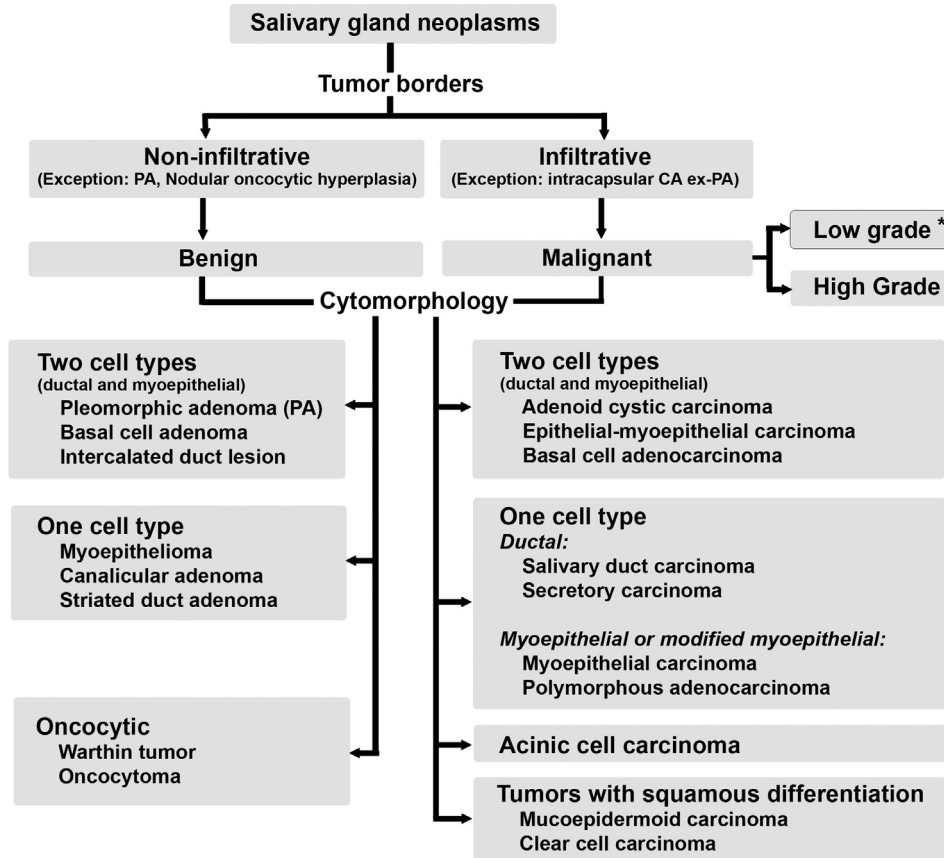 Salivary gland neoplasms
Tumor borders
Non-infiltrative
(Exception: PA, Nodular oncocytic hyperplasia)
Infiltrative
(Exception: intracapsular CA ex-PA)
Benign
Malignant
Low grade *
High Grade
Cytomorphology
Two cell types
(ductal and myoepithelial)
Pleomorphic adenoma (PA)
Basal cell adenoma
Intercalated duct lesion
One cell type
Myoepithelioma
Canalicular adenoma
Striated duct adenoma
Oncocytic
Warthin tumor
Oncocytoma
Two cell types
(ductal and myoepithelial)
Adenoid cystic carcinoma
Epithelial-myoepithelial carcinoma
Basal cell adenocarcinoma
One cell type
Ductal:
Salivary duct carcinoma
Secretory carcinoma
Myoepithelial or modified myoepithelial:
Myoepithelial carcinoma
Polymorphous adenocarcinoma
Acinic cell carcinoma
Tumors with squamous differentiation
Mucoepidermoid carcinoma
Clear cell carcinoma